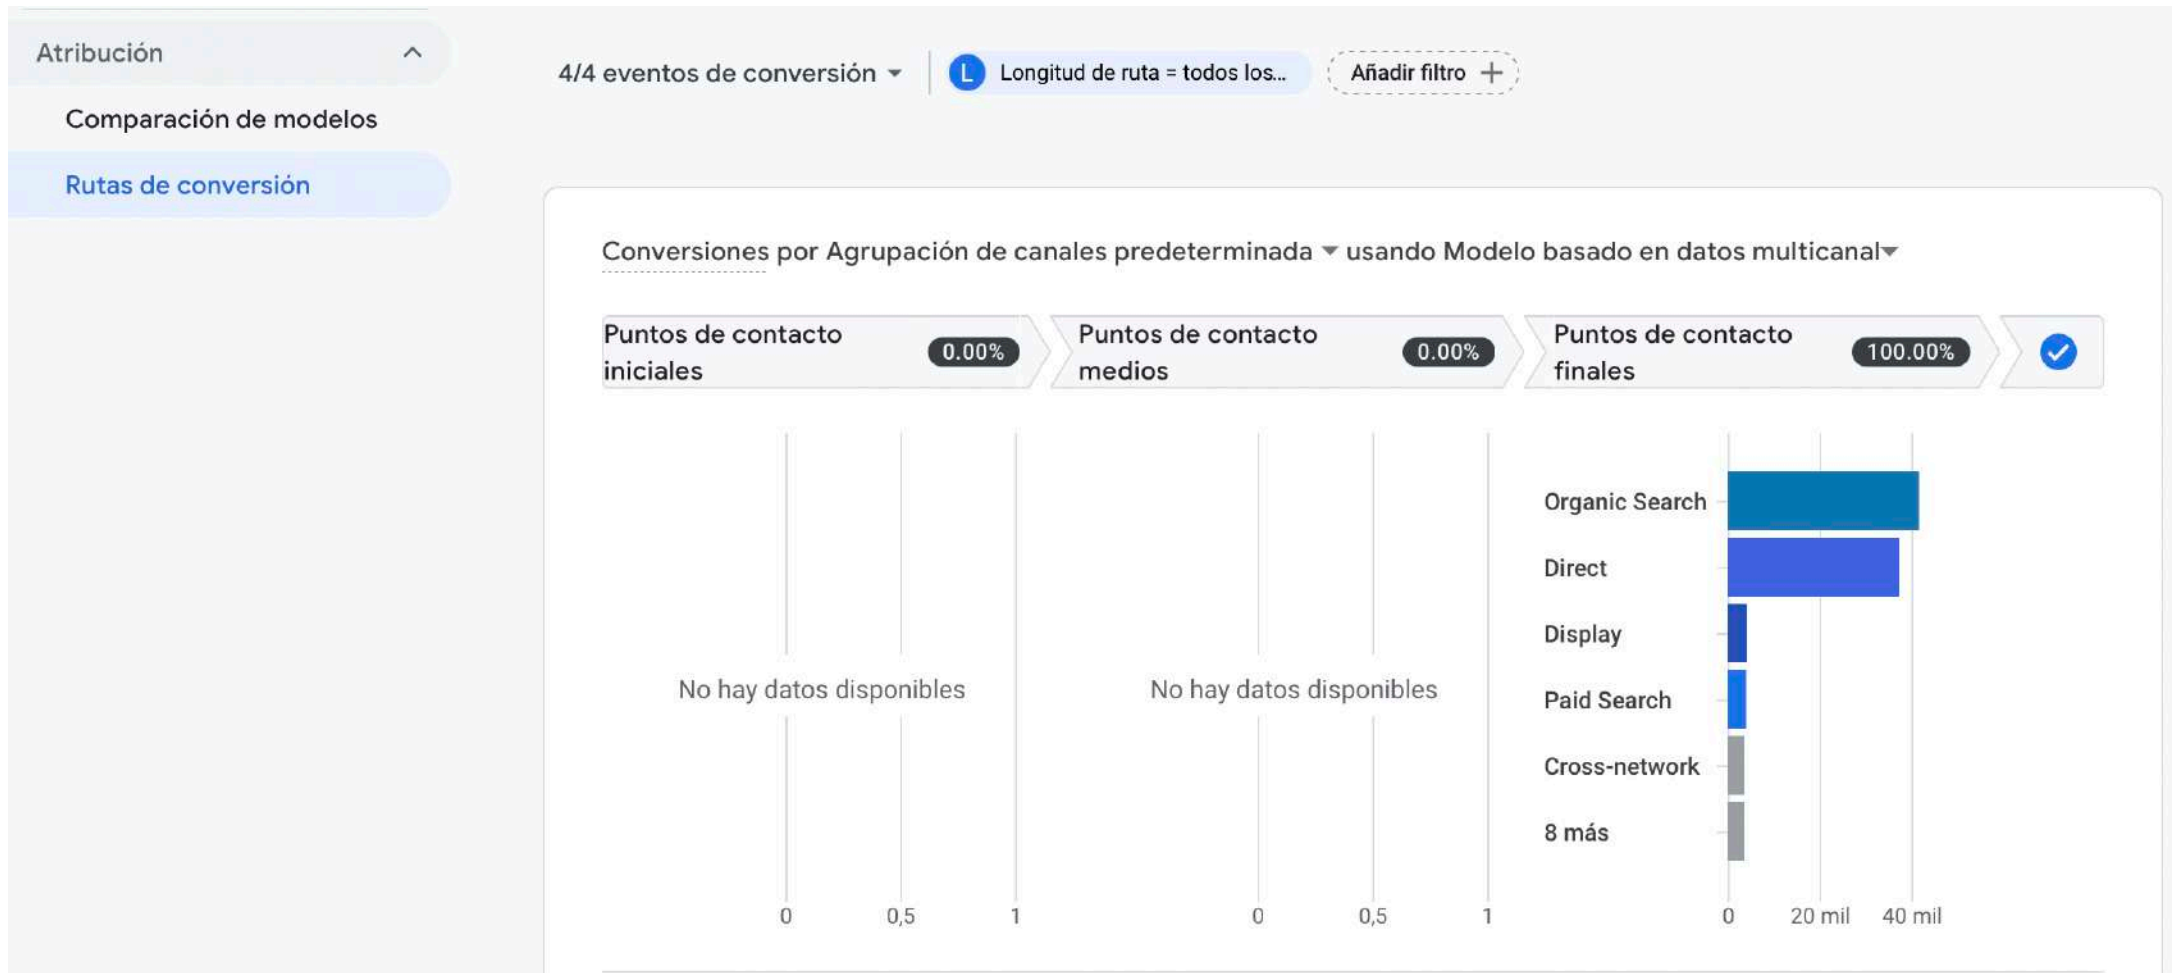 Atribución
Comparación de modelos
Rutas de conversión
4/4 eventos de conversión
L Longitud de ruta = todos los...
Añadir filtro
Conversiones por Agrupación de canales predeterminada usando Modelo basado en datos multicanal
Puntos de contacto
iniciales
0.00%
Puntos de contacto
medios
0.00%
Puntos de contacto
finales
100.00%
No hay datos disponibles
0 0,5 1
No hay datos disponibles
0 0,5 1
Organic Search
Direct
Display
Paid Search
Cross-network
8 más
0 20 mil 40 mil